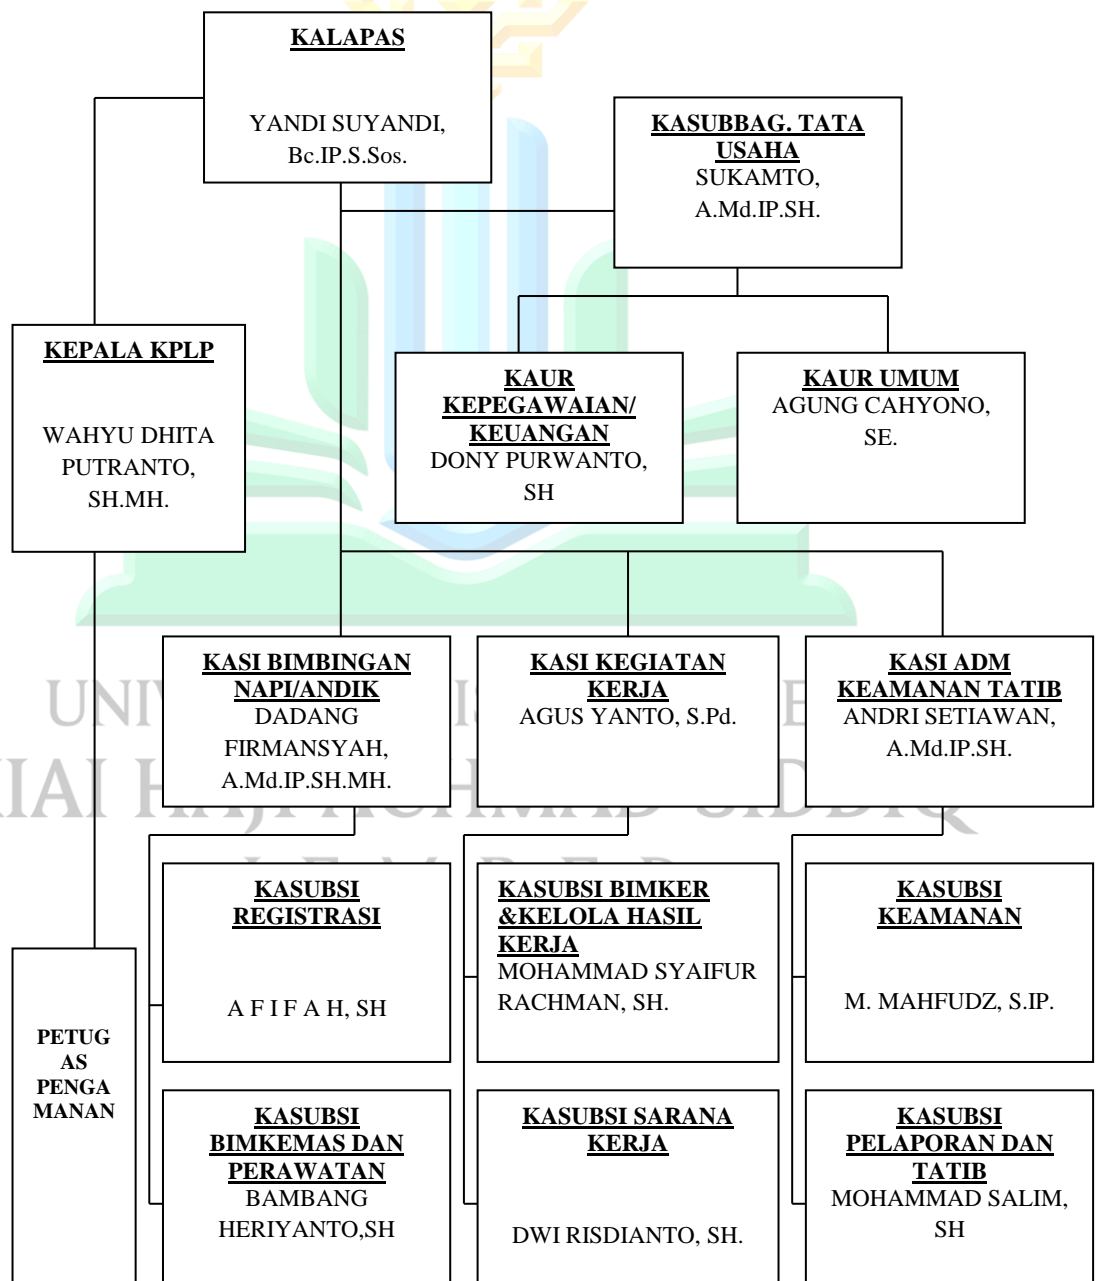 KALAPAS
YANDI SUYANDI,
Bc.IP.S.Sos.
KASUBBAG. TATA
USAHA
SUKAMTO,
A.Md.IP.SH.
KEPALA KPLP
WAHYU DHITA
PUTRANTO,
SH.MH.
KAUR
KEPEGAWAIAN/
KEUANGAN
DONY PURWANTO,
SH
KAUR UMUM
AGUNG CAHYONO,
SE.
KASI BIMBINGAN
NAPI/ANDIK
DADANG
FIRMANSYAH,
A.Md.IP.SH.MH.
KASI KEGIATAN
KERJA
AGUS YANTO, S.Pd.
KASI ADM
KEAMANAN TATIB
ANDRI SETIAWAN,
A.Md.IP.SH.
KASUBSI
REGISTRASI
A F I F A H, SH
KASUBSI BIMKER
&KELOLA HASIL
KERJA
MOHAMMAD SYAIFUR
RACHMAN, SH.
KASUBSI
KEAMANAN
M. MAHFUDZ, S.IP.
PETUG
AS
PENGA
MANAN
KASUBSI
BIMKEMAS DAN
PERAWATAN
BAMBANG
HERIYANTO,SH
KASUBSI SARANA
KERJA
DWI RISDIANTO, SH.
KASUBSI
PELAPORAN DAN
TATIB
MOHAMMAD SALIM,
SH